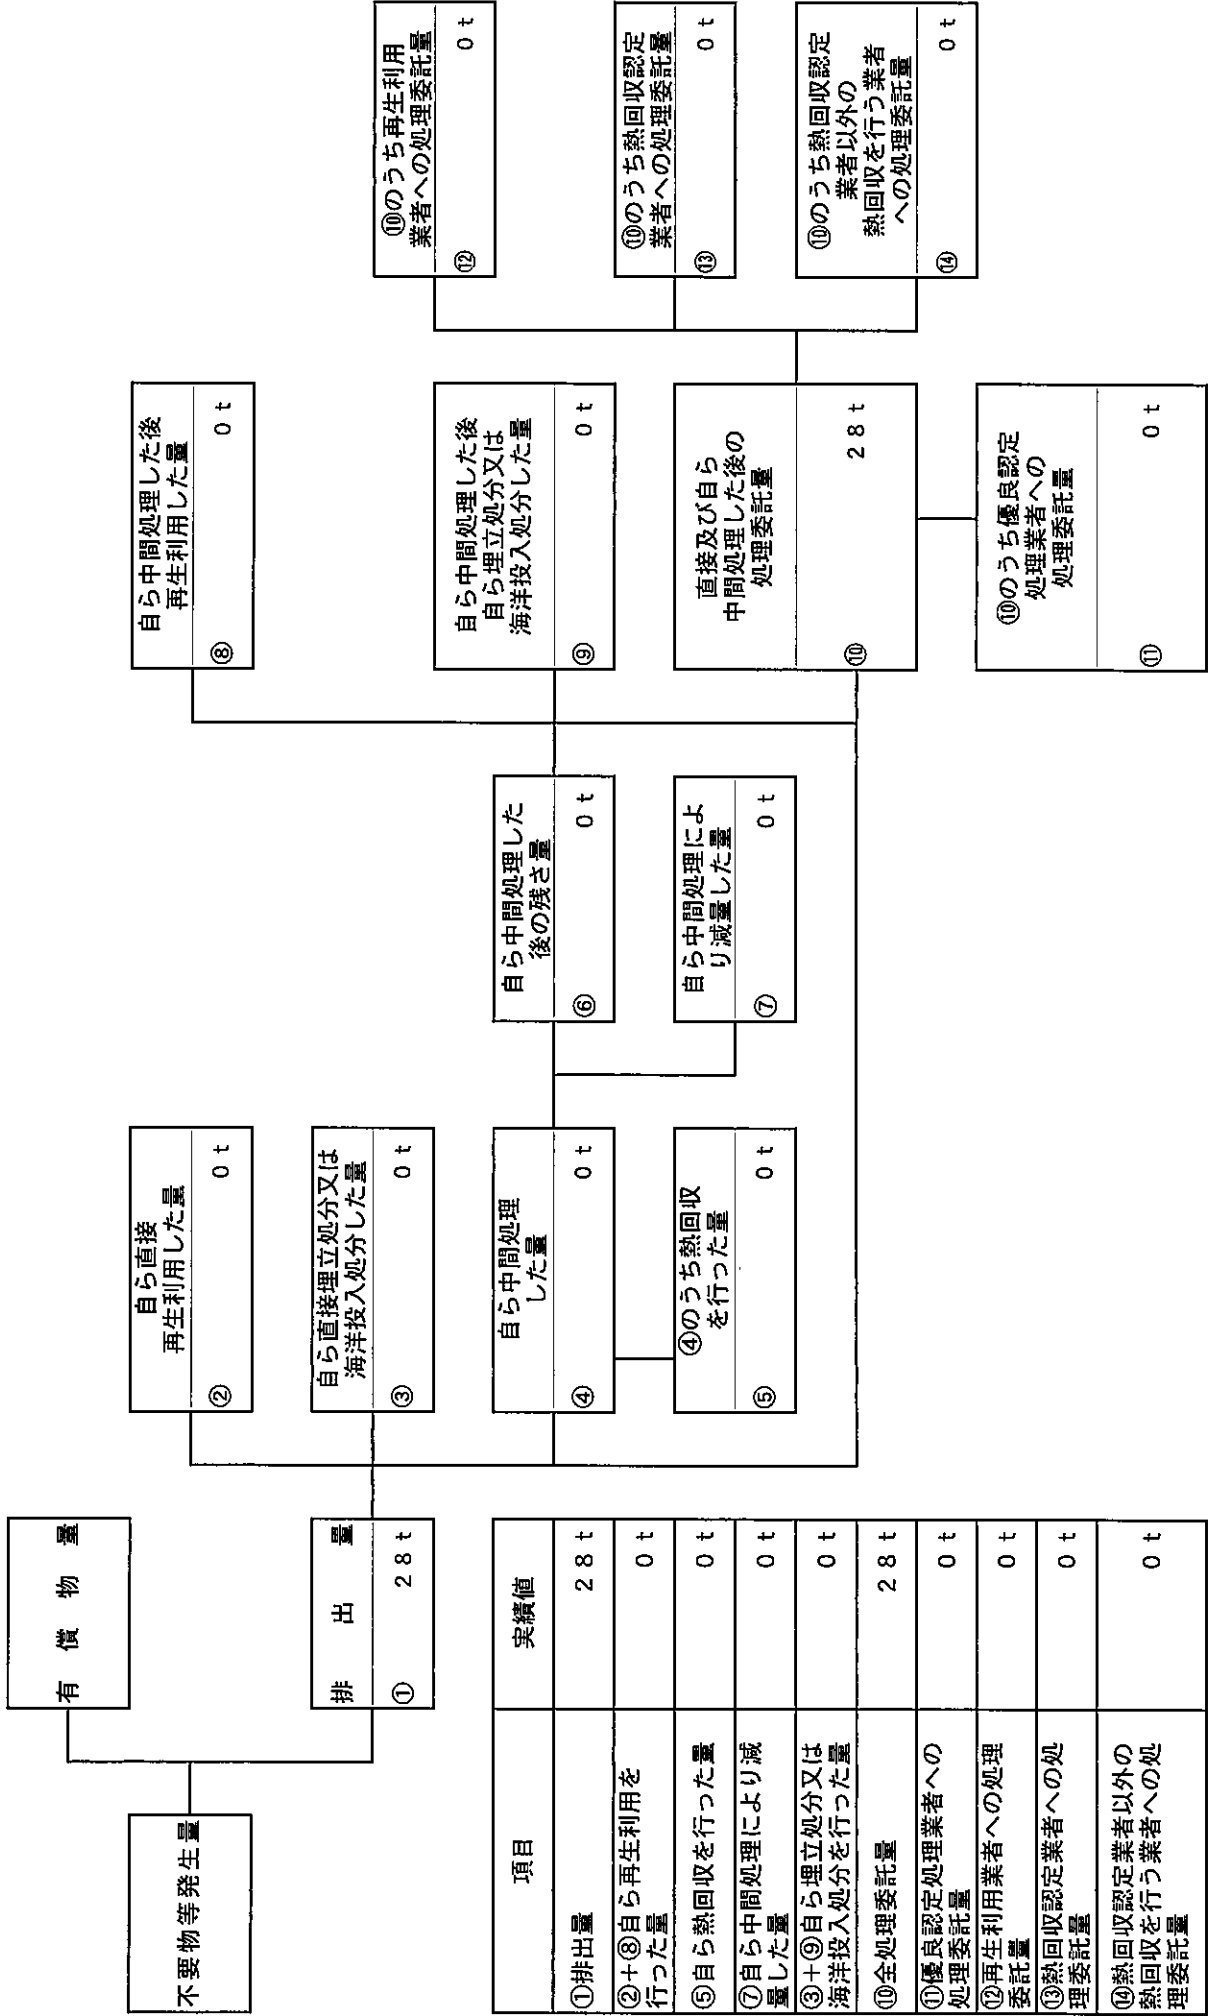 不要物等発生量
有償物量
排出量
① 28t
自ら直接
再生利用した量
② 0t
自ら直接埋立処分又は
海洋投入処分した量
③ 0t
自ら中間処理
した量
④ 0t
④のうち熱回収
を行った量
⑤ 0t
自ら中間処理した
後の残さ量
⑥ 0t
自ら中間処理によ
り減量した量
⑦ 0t
自ら中間処理した後
再生利用した量
⑧ 0t
自ら中間処理した後
自ら埋立処分又は
海洋投入処分した量
⑨ 0t
直接及び自ら
中間処理した後の
処理委託量
⑩ 28t
⑩のうち優良認定
処理業者への
処理委託量
⑪ 0t
⑩のうち再生利用
業者への処理委託量
⑫ 0t
⑩のうち熱回収認定
業者への処理委託量
⑬ 0t
⑩のうち熱回収認定
業者以外の
熱回収を行う業者
への処理委託量
⑭ 0t
項目 実績値
①排出量 28t
②+⑧自ら再生利用を
行った量 0t
⑤自ら熱回収を行った量 0t
⑦自ら中間処理により減
量した量 0t
③+⑨自ら埋立処分又は
海洋投入処分を行った量 0t
⑩全処理委託量 28t
⑪優良認定処理業者への
処理委託量 0t
⑫再生利用業者への処理
委託量 0t
⑬熱回収認定業者への処
理委託量 0t
⑭熱回収認定業者以外の
熱回収を行う業者への処
理委託量 0t